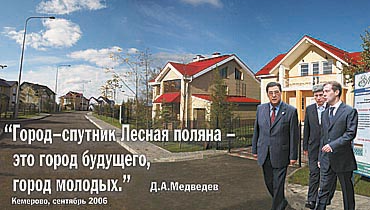 “Город–спутник Лесная поляна –
это город будущего,
город молодых.” Д.А.Медведев
Кемерово, сентябрь 2006